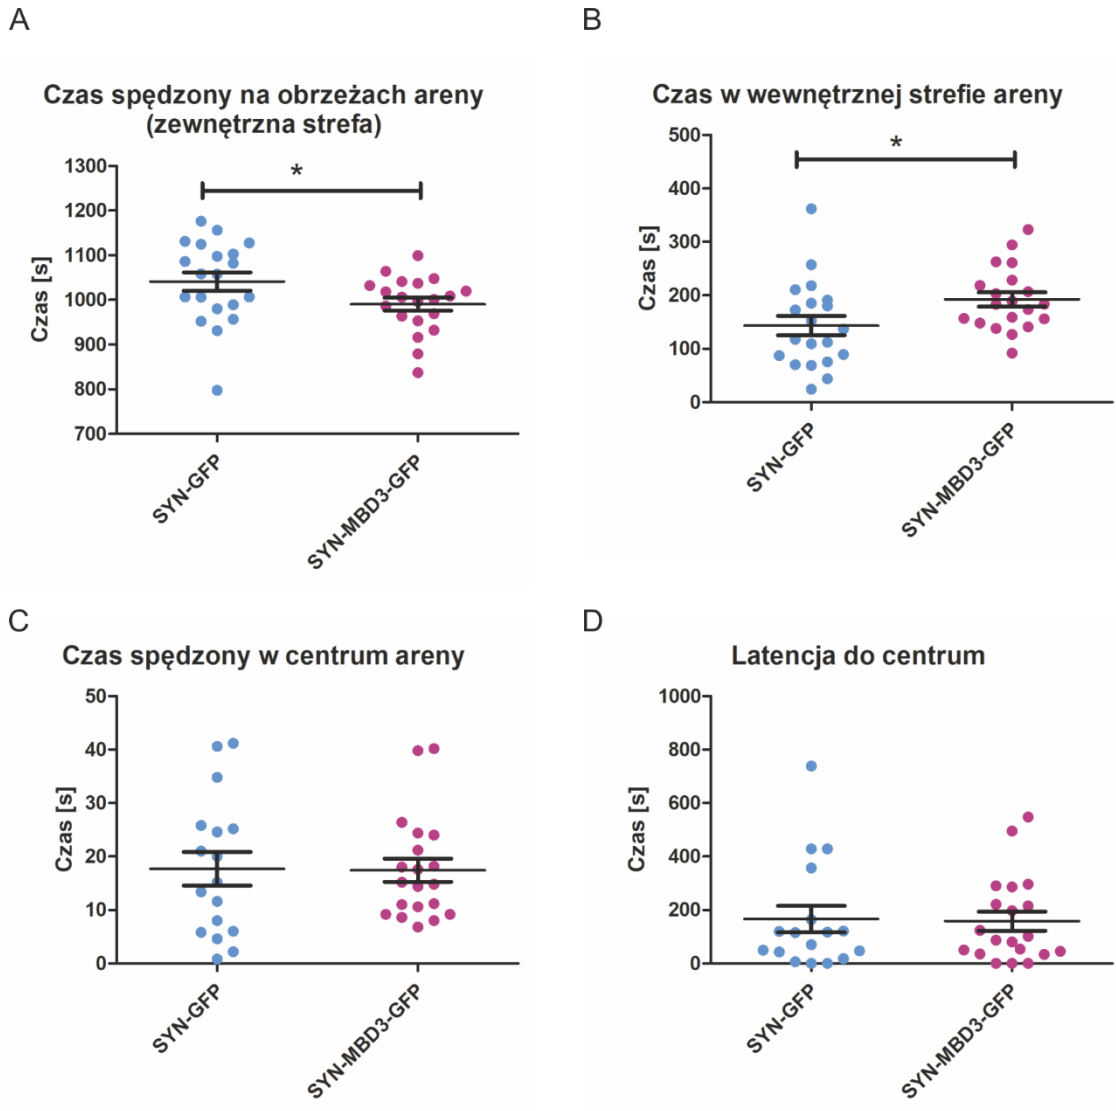 A
Czas spędzony na obrzeżach areny
(zewnętrzna strefa)
*
1300
1200
1100
1000
900
800
700
Czas [s]
SYN-GFP
SYN-MBD3-GFP
B
Czas w wewnętrznej strefie areny
*
500
400
300
200
100
0
Czas [s]
SYN-GFP
SYN-MBD3-GFP
C
Czas spędzony w centrum areny
50
40
30
20
10
0
Czas [s]
SYN-GFP
SYN-MBD3-GFP
D
Latencja do centrum
1000
800
600
400
200
0
Czas [s]
SYN-GFP
SYN-MBD3-GFP